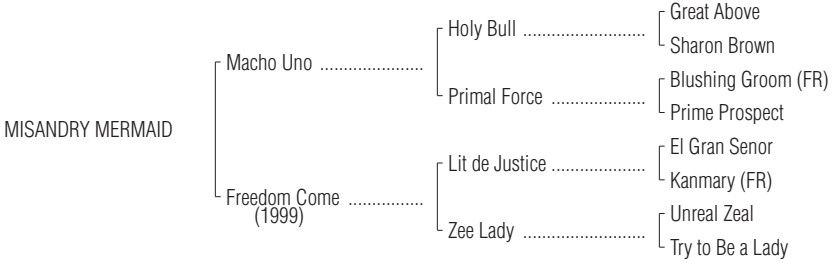 Great Above
Holy Bull ..........................
Sharon Brown
Macho Uno ......................
Blushing Groom (FR)
Primal Force ....................
Prime Prospect
MISANDRY MERMAID
El Gran Senor
Lit de Justice ....................
Kanmary (FR)
Freedom Come ................
(1999)
Unreal Zeal
Zee Lady ..........................
Try to Be a Lady